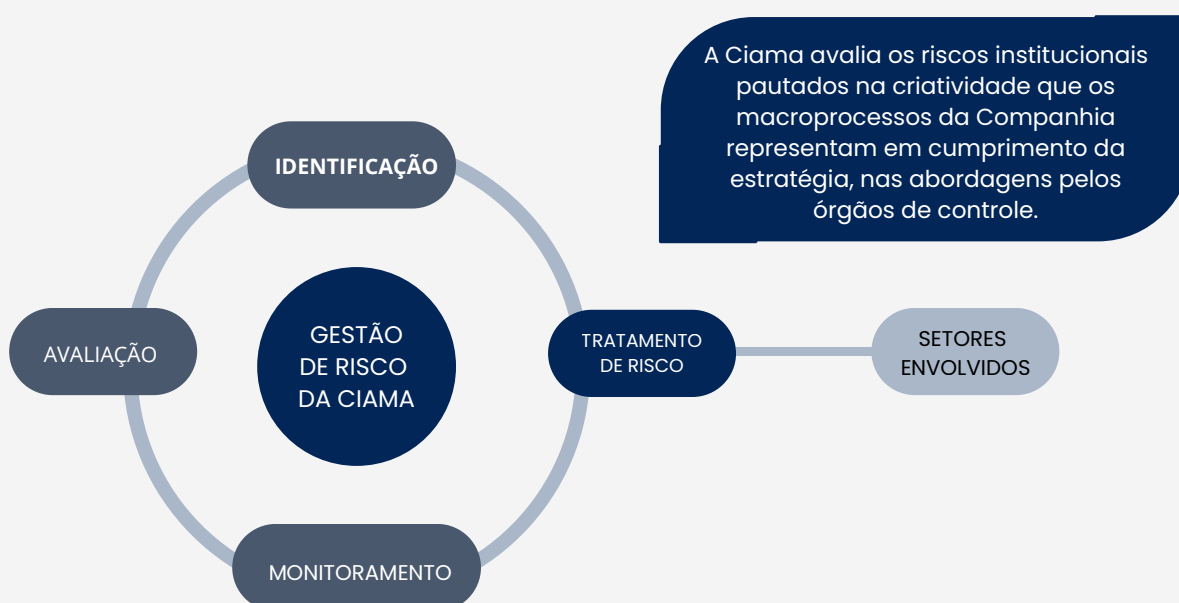 A Ciama avalia os riscos institucionais
pautados na criatividade que os
macroprocessos da Companhia
representam em cumprimento da
estratégia, nas abordagens pelos
órgãos de controle.
IDENTIFICAÇÃO
GESTÃO
DE RISCO
DA CIAMA
AVALIAÇÃO
TRATAMENTO
DE RISCO
SETORES
ENVOLVIDOS
MONITORAMENTO